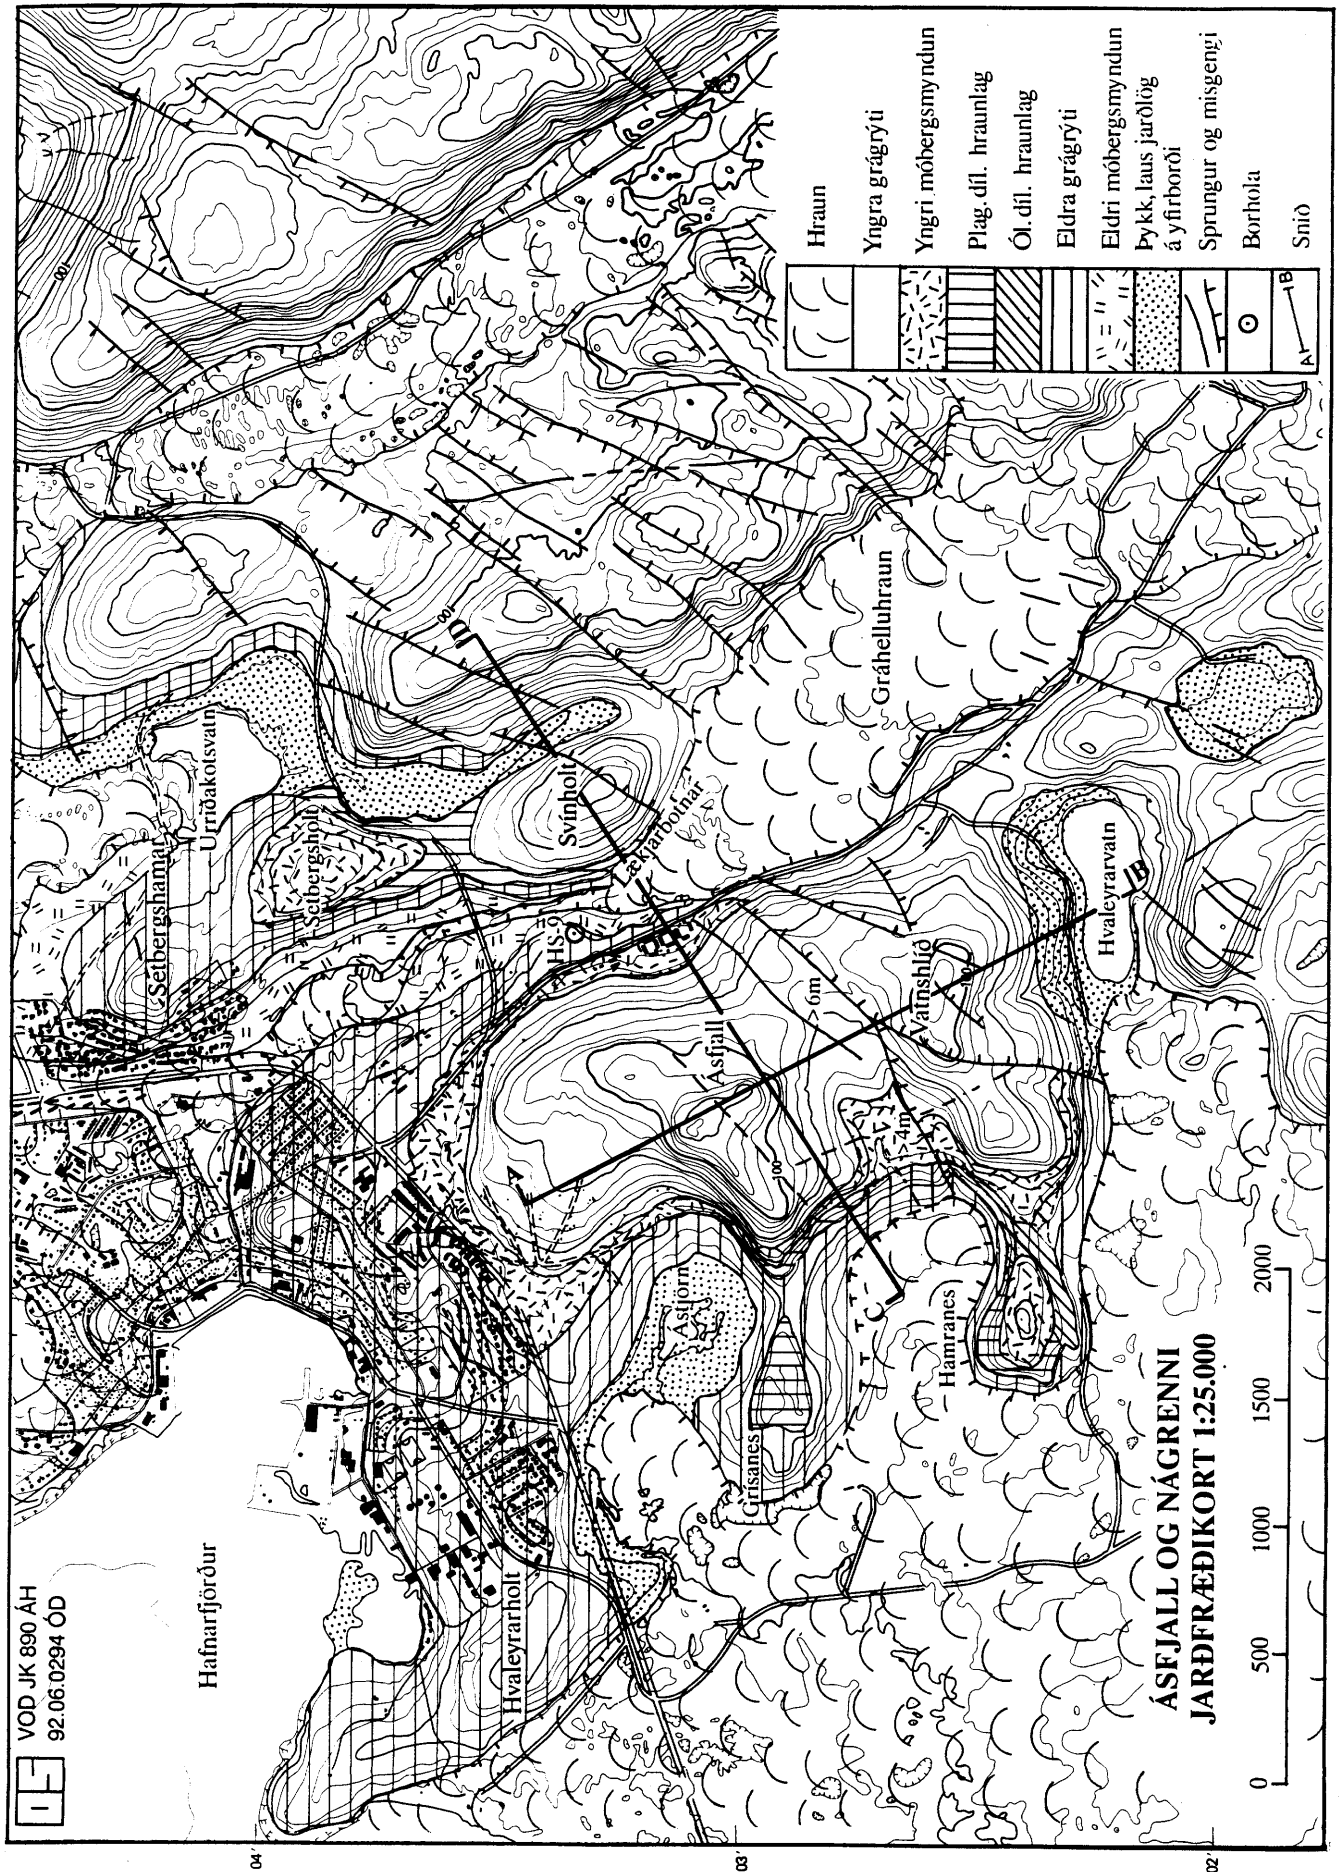 VOD JK 890 ÁH
92.06.0294 ÓD
Hafnarfjörður
Hvaleyrarholt
Setbergshamar
Urriðakotsvatn
Setbergsholt
Svínholt
HS-9
Lækjarbotnar
Gráhelluhraun
Ásfjall
Vatnshlíð
Hvaleyrarvatn
Ástjörn
Grísanes
Hamranes
>6m
>4m
A
B
C
D
100
100
100
100
04'
03'
02'
Hraun
Yngra grágrýti
Yngri móbergsmyndun
Plag. díl. hraunlag
Ól. díl. hraunlag
Eldra grágrýti
Eldri móbergsmyndun
Þykk, laus jarðlög
á yfirborði
Sprungur og misgengi
Borhola
A B
Snið
ÁSFJALL OG NÁGRENNI
JARÐFRÆÐIKORT 1:25.000
0 500 1000 1500 2000